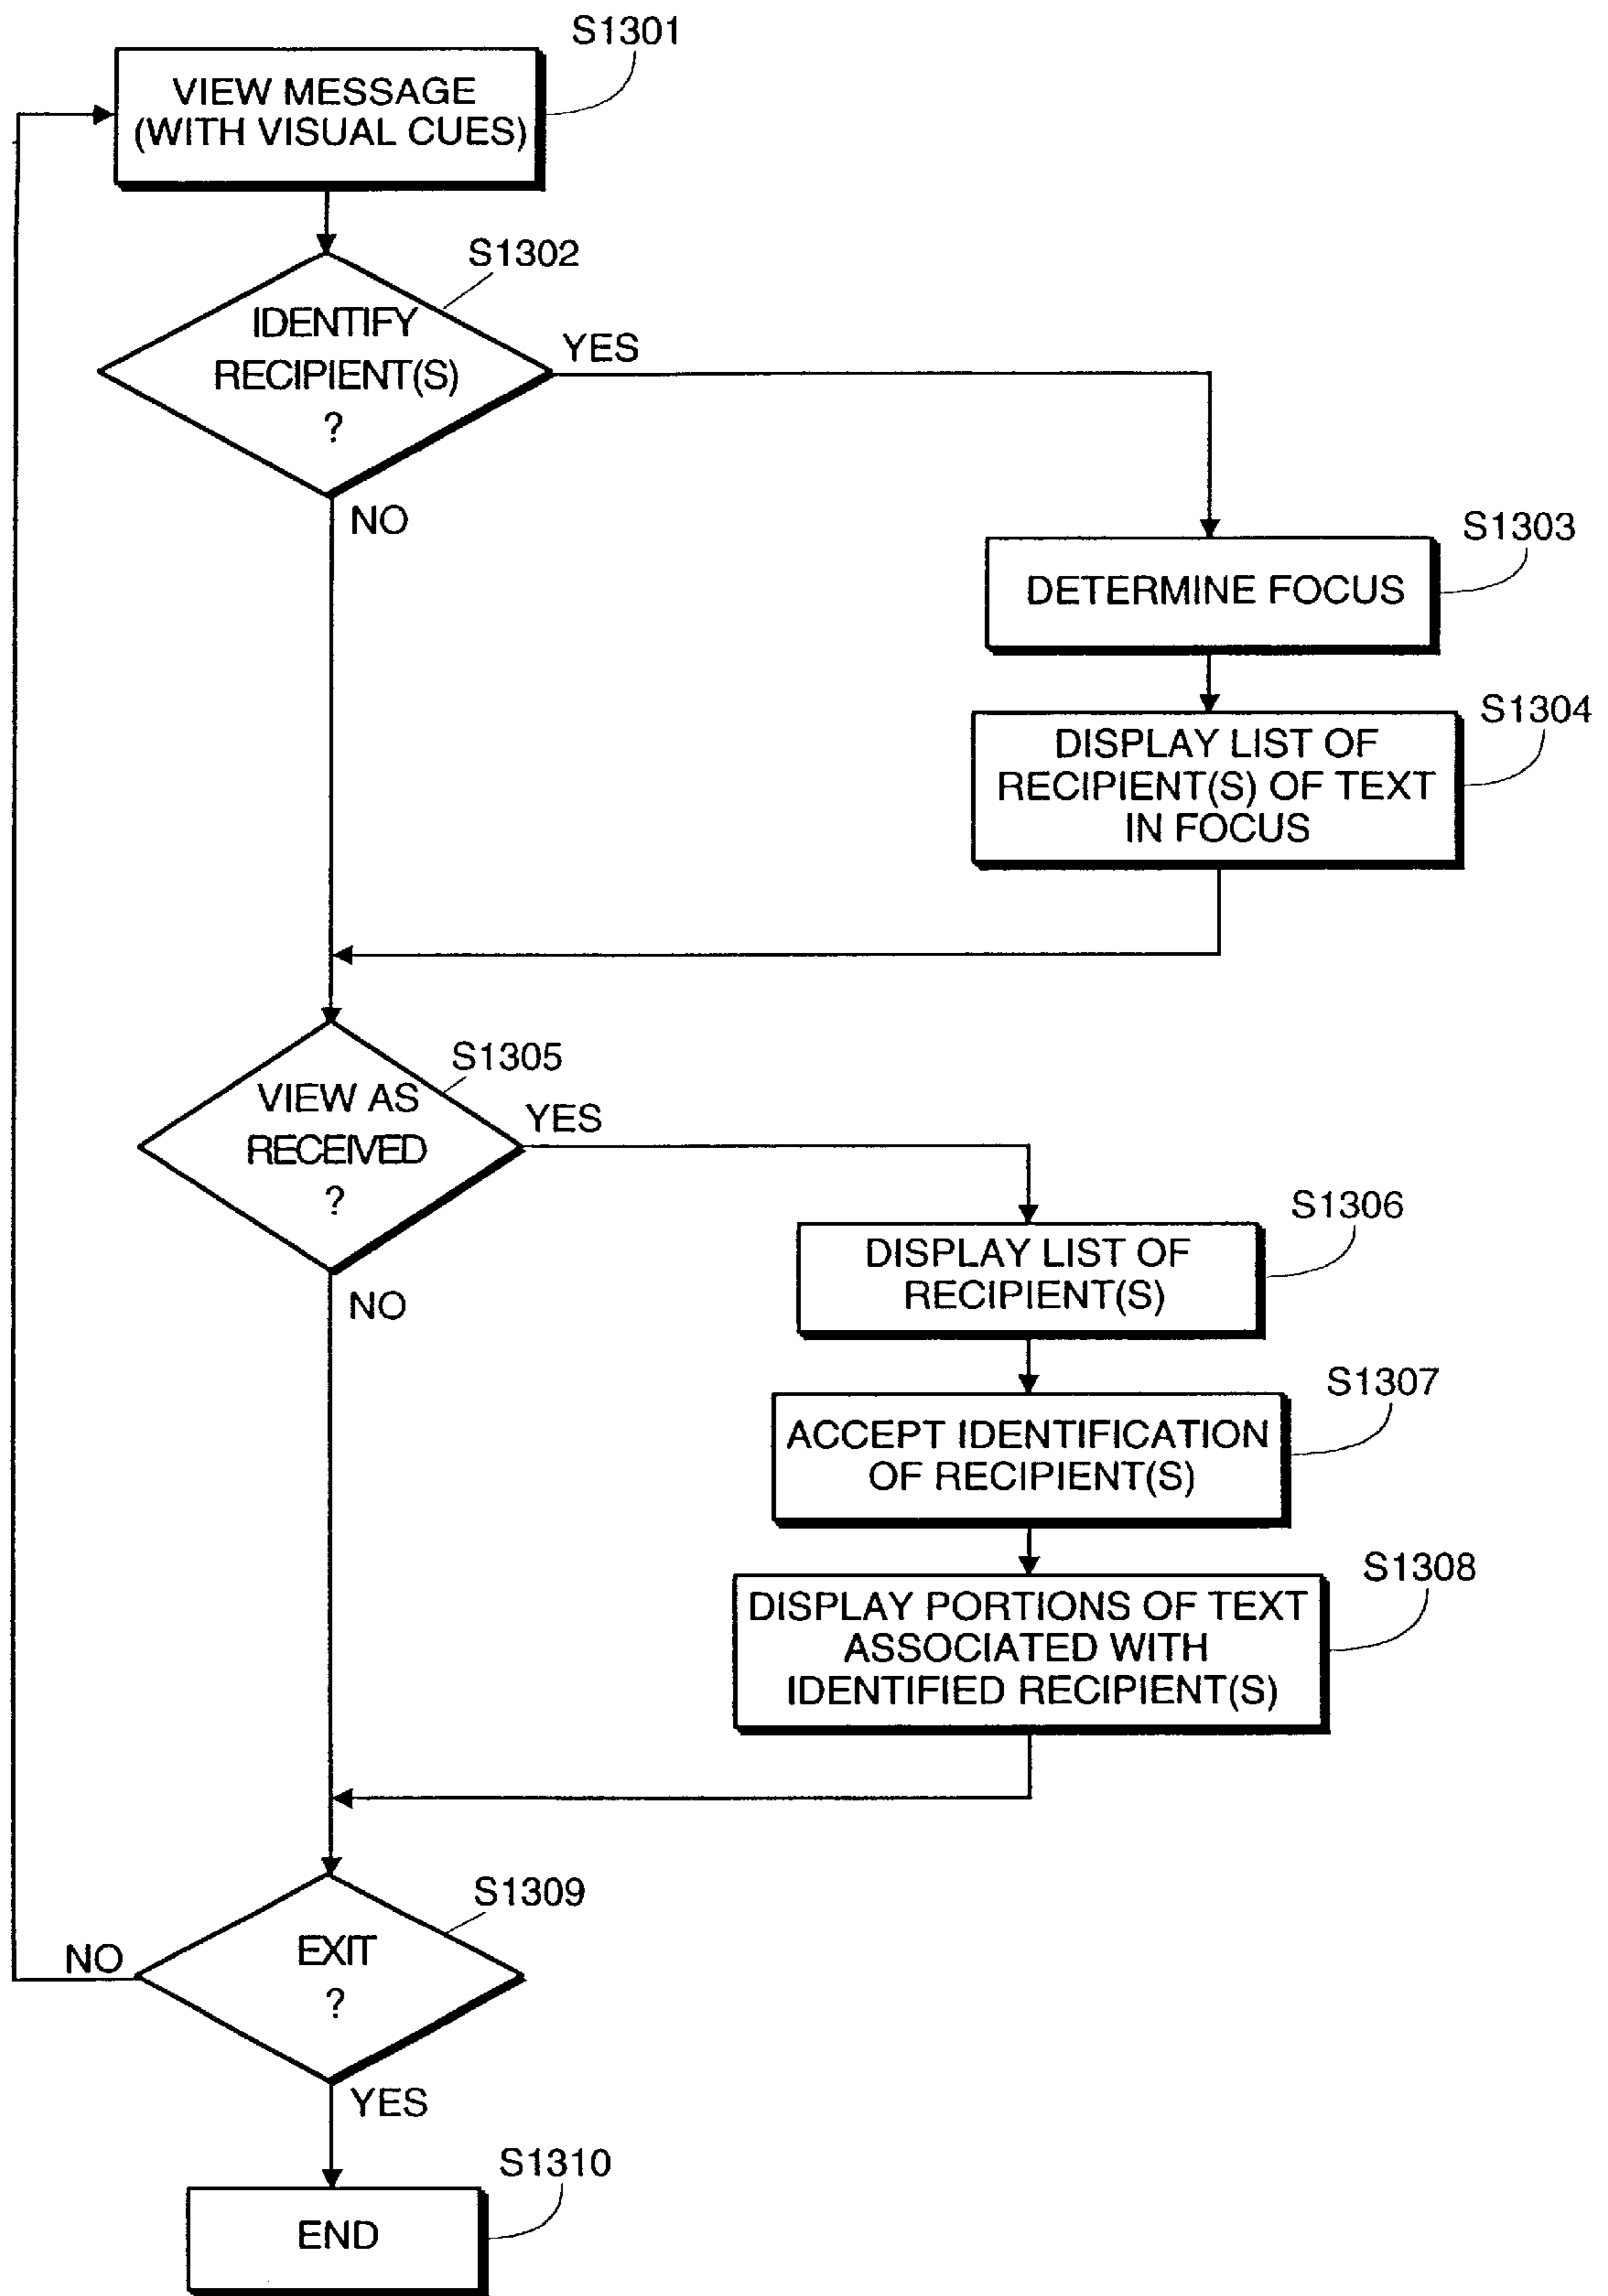 S1301
VIEW MESSAGE
(WITH VISUAL CUES)
S1302
IDENTIFY
RECIPIENT(S)
?
YES
NO
S1303
DETERMINE FOCUS
S1304
DISPLAY LIST OF
RECIPIENT(S) OF TEXT
IN FOCUS
S1305
VIEW AS
RECEIVED
?
YES
NO
S1306
DISPLAY LIST OF
RECIPIENT(S)
S1307
ACCEPT IDENTIFICATION
OF RECIPIENT(S)
S1308
DISPLAY PORTIONS OF TEXT
ASSOCIATED WITH
IDENTIFIED RECIPIENT(S)
S1309
EXIT
?
NO
YES
S1310
END